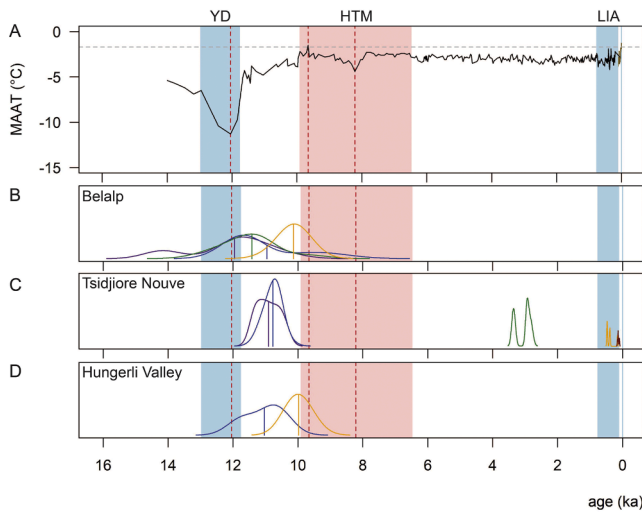 YD HTM LIA
A
0
-5
-10
-15
MAAT (°C)
B Belalp
C Tsidjiore Nouve
D Hungerli Valley
16 14 12 10 8 6 4 2 0
age (ka)